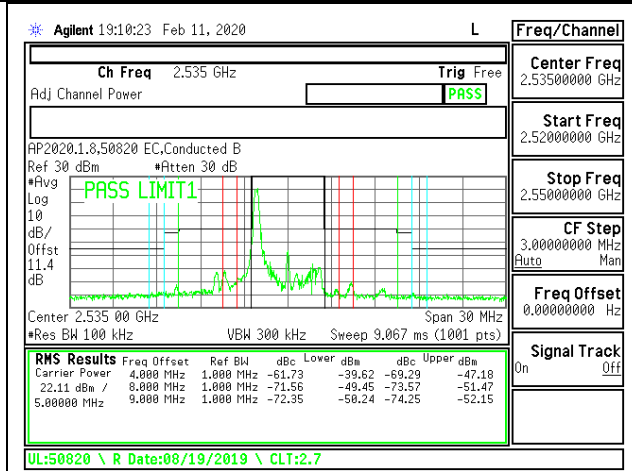 Agilent 19:10:23 Feb 11, 2020 L
Freq/Channel
Ch Freq 2.535 GHz Trig Free
Adj Channel Power PASS
Center Freq
2.53500000 GHz
Start Freq
2.52000000 GHz
AP2020.1.8,50820 EC,Conducted B
Ref 30 dBm #Atten 30 dB
#Avg
Log
10
dB/
Offst
11.4
dB
PASS LIMIT1
Stop Freq
2.55000000 GHz
CF Step
3.00000000 MHz
Auto Man
Freq Offset
0.00000000 Hz
Center 2.535 00 GHz Span 30 MHz
#Res BW 100 kHz VBW 300 kHz Sweep 9.067 ms (1001 pts)
Signal Track
On Off
RMS Results Freq Offset Ref BW dBc Lower dBm dBc Upper dBm
Carrier Power 4.000 MHz 1.000 MHz -61.73 -39.62 -69.29 -47.18
22.11 dBm / 8.000 MHz 1.000 MHz -71.56 -49.45 -73.57 -51.47
5.00000 MHz 9.000 MHz 1.000 MHz -72.35 -50.24 -74.25 -52.15
UL:50820 \ R Date:08/19/2019 \ CLT:2.7